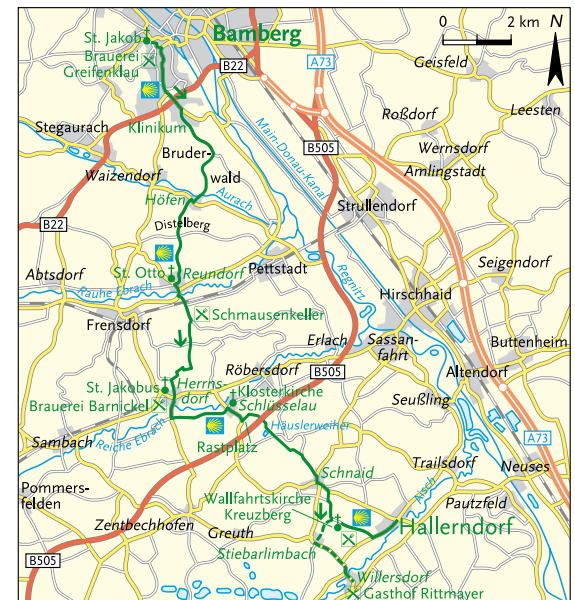 St. Jakob
Bamberg
0 2 km N
Brauerei
Greifenklau
B22
A73
Geisfeld
Klinikum
Main-Donau-Kanal
Roßdorf
Leesten
Stegaurach
Bruder-
wald
B505
Wernsdorf
Amlingstadt
Waizendorf
Aurach
Höfen
Strullendorf
B22
Distelberg
Abtsdorf
St. Otto
Reundorf
Pettstadt
Regnitz
Seigendorf
Rauhe Ebrach
Hirschhaid
Frensdorf
Schmausenkeller
Erlach
Sassan-
fahrt
Buttenheim
Röbersdorf
B505
Altendorf
St. Jakobus
Herrns-
dorf
Klosterkirche
Schlüsselau
Brauerei Barnickel
Seußling
Häuslerweiher
Sambach
Reiche Ebrach
Rastplatz
A73
Schnaid
Trailsdorf
Neuses
Pommers-
felden
Wallfahrtskirche
Kreuzberg
Aisch
Pautzfeld
Zentbechhofen
Greuth
Hallerndorf
Stiebarlimbach
B505
Willersdorf
Gasthof Rittmayer